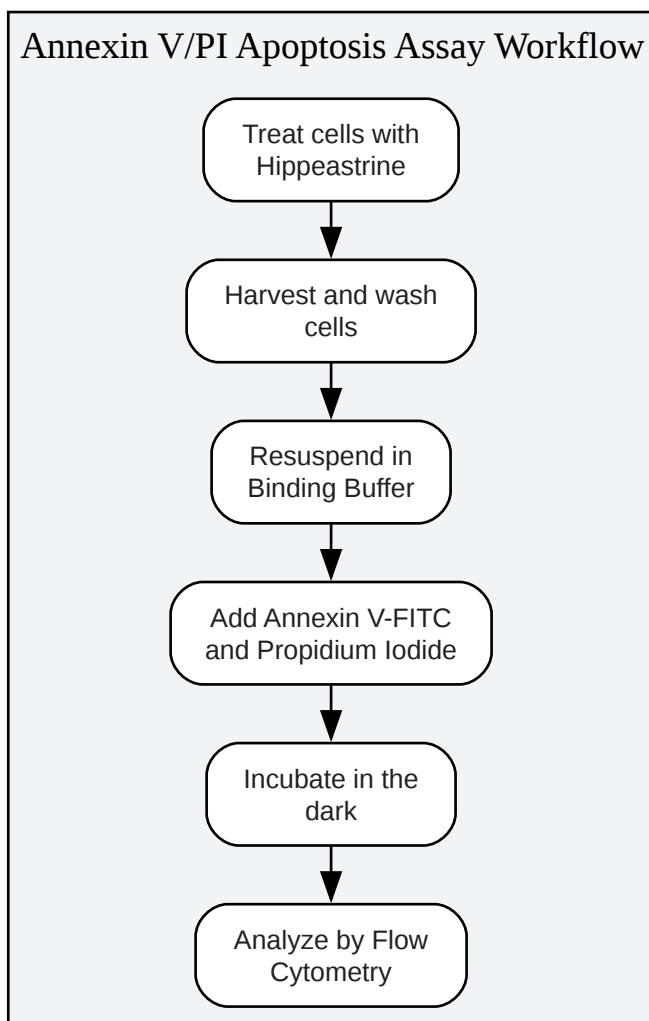 Annexin V/PI Apoptosis Assay Workflow
Treat cells with
Hippeastrine
Harvest and wash
cells
Resuspend in
Binding Buffer
Add Annexin V-FITC
and Propidium Iodide
Incubate in the
dark
Analyze by Flow
Cytometry